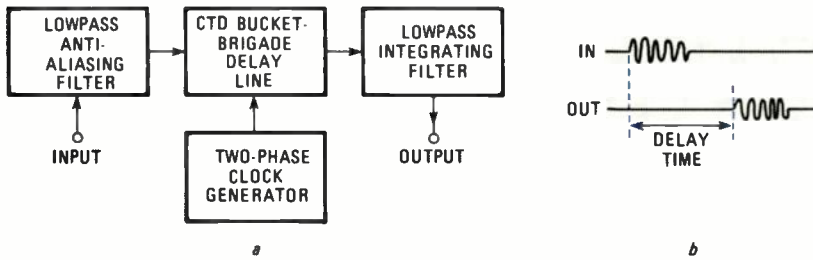 LOWPASS
ANTI-
ALIASING
FILTER
CTD BUCKET-
BRIGADE
DELAY
LINE
LOWPASS
INTEGRATING
FILTER
INPUT
TWO-PHASE
CLOCK
GENERATOR
OUTPUT
a
IN
OUT
DELAY
TIME
b